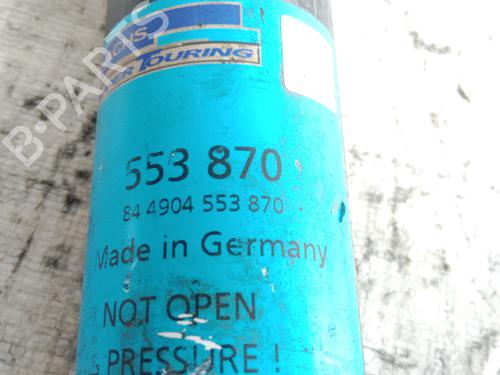 TOURING
553 870
84 4904 553 870
Made in Germany
NOT OPEN
PRESSURE !
B-PARTS